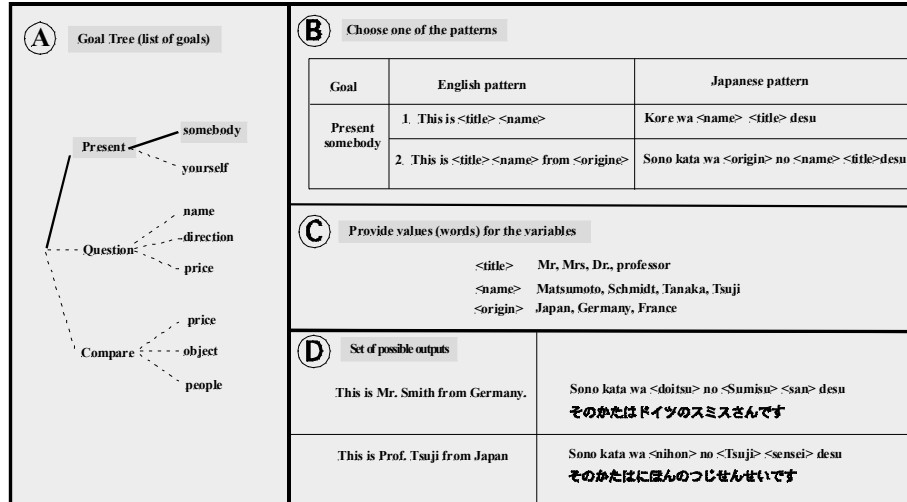 A Goal Tree (list of goals)
Present
somebody
yourself
Question
name
direction
price
Compare
price
object
people
B Choose one of the patterns
Goal English pattern Japanese pattern
Present somebody
1. This is <title> <name> Kore wa <name> <title> desu
2. This is <title> <name> from <origine> Sono kata wa <origin> no <name> <title>desu
C Provide values (words) for the variables
<title> Mr, Mrs, Dr., professor
<name> Matsumoto, Schmidt, Tanaka, Tsuji
<origin> Japan, Germany, France
D Set of possible outputs
This is Mr. Smith from Germany. Sono kata wa <doitsu> no <Sumisu> <san> desu
そのかたはドイツのスミスさんです
This is Prof. Tsuji from Japan Sono kata wa <nihon> no <Tsuji> <sensei> desu
そのかたはにほんのつじせんせいです